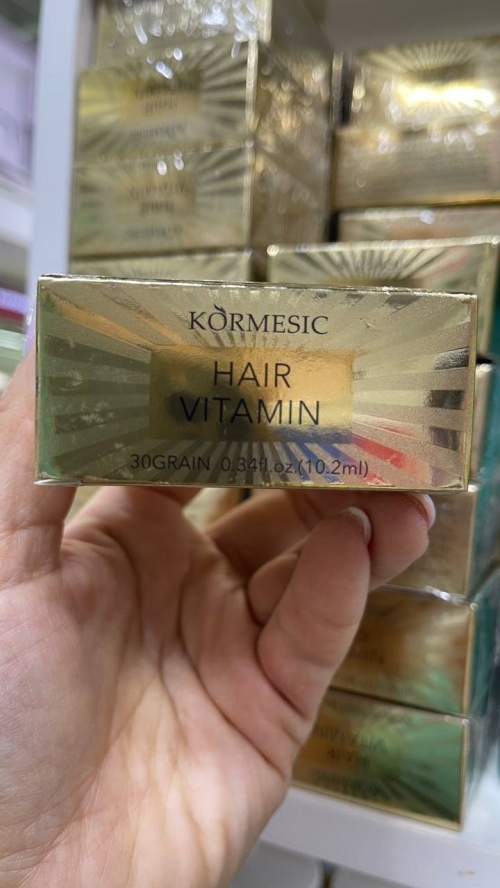 KORMESIC
HAIR
VITAMIN
30GRAIN 0.34fl.oz.(10.2ml)